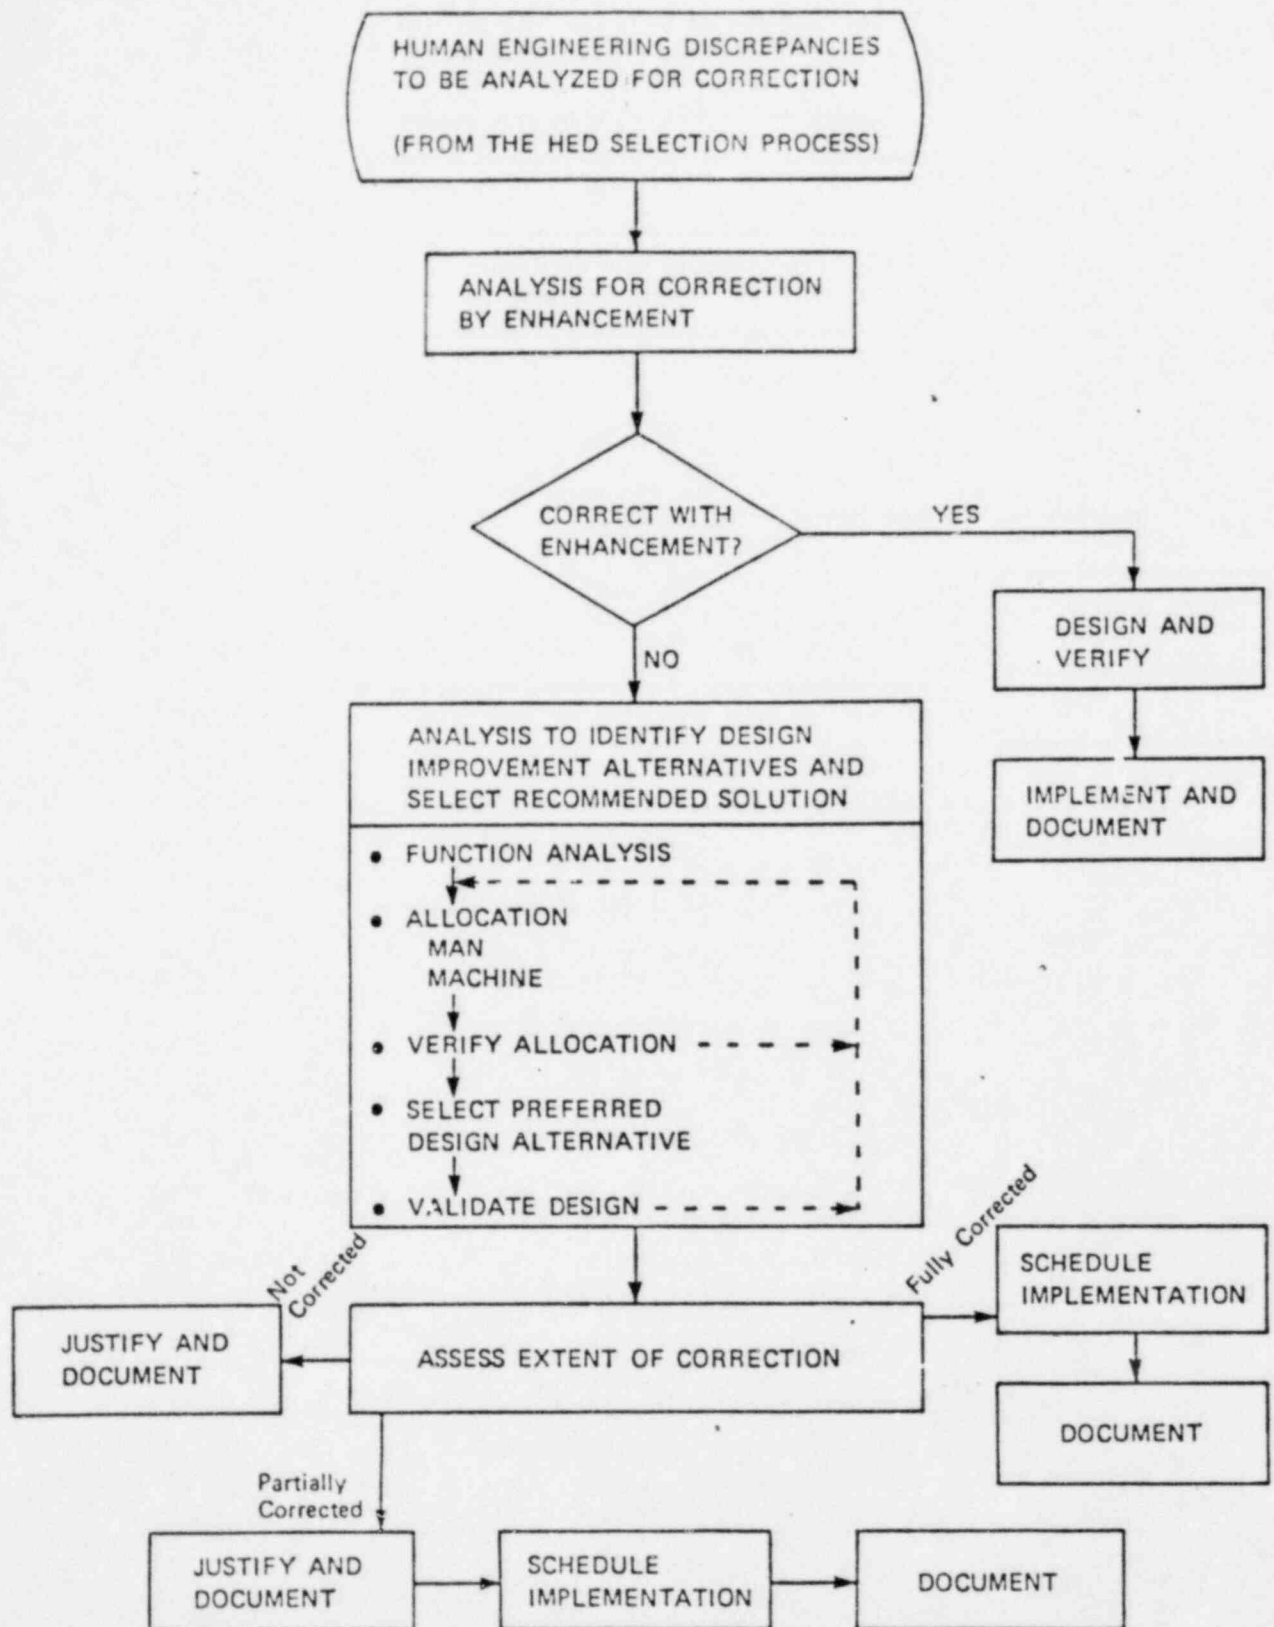 HUMAN ENGINEERING DISCREPANCIES
TO BE ANALYZED FOR CORRECTION
(FROM THE HED SELECTION PROCESS)
ANALYSIS FOR CORRECTION
BY ENHANCEMENT
CORRECT WITH
ENHANCEMENT?
YES
DESIGN AND
VERIFY
IMPLEMENT AND
DOCUMENT
NO
ANALYSIS TO IDENTIFY DESIGN
IMPROVEMENT ALTERNATIVES AND
SELECT RECOMMENDED SOLUTION
• FUNCTION ANALYSIS
• ALLOCATION
MAN
MACHINE
• VERIFY ALLOCATION
• SELECT PREFERRED
DESIGN ALTERNATIVE
• VALIDATE DESIGN
Not
Corrected
Fully Corrected
JUSTIFY AND
DOCUMENT
ASSESS EXTENT OF CORRECTION
SCHEDULE
IMPLEMENTATION
DOCUMENT
Partially
Corrected
JUSTIFY AND
DOCUMENT
SCHEDULE
IMPLEMENTATION
DOCUMENT